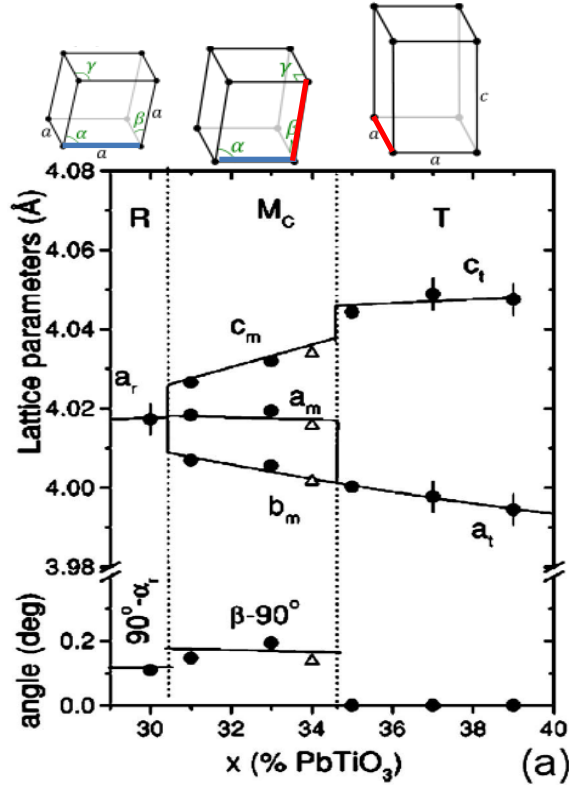 γ
β
a
a
α
a
γ
β
α
c
a
a
4.08
4.06
4.04
4.02
4.00
3.98
Lattice parameters (Å)
R
M_C
T
c_t
c_m
a_r
a_m
b_m
a_t
90°-α_r
β-90°
0.2
0.0
angle (deg)
30 32 34 36 38 40
x (% PbTiO₃)
(a)